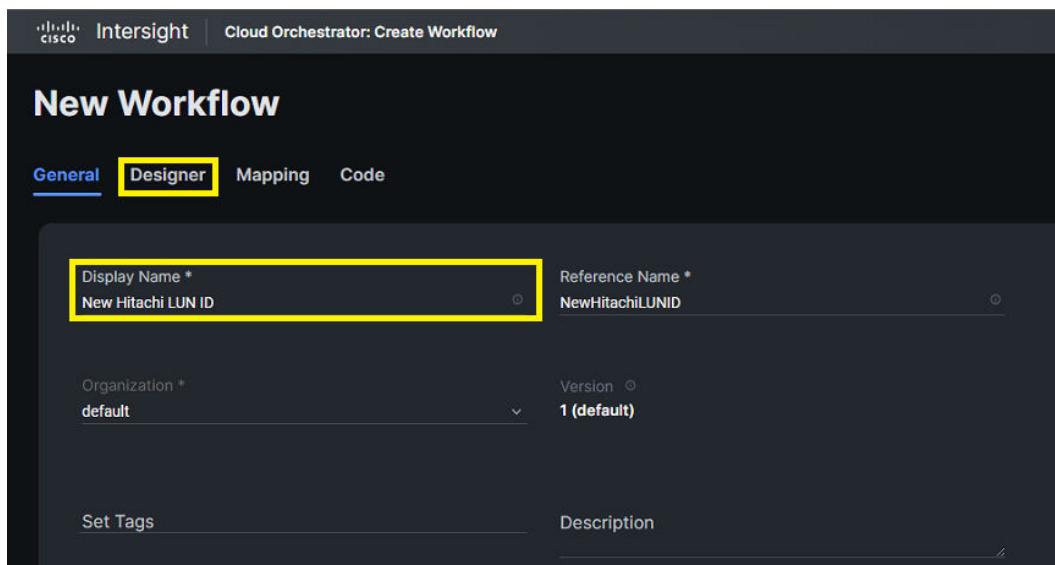 cisco Intersight Cloud Orchestrator: Create Workflow
New Workflow
General Designer Mapping Code
Display Name * Reference Name *
New Hitachi LUN ID NewHitachiLUNID
Organization * Version
default 1 (default)
Set Tags Description